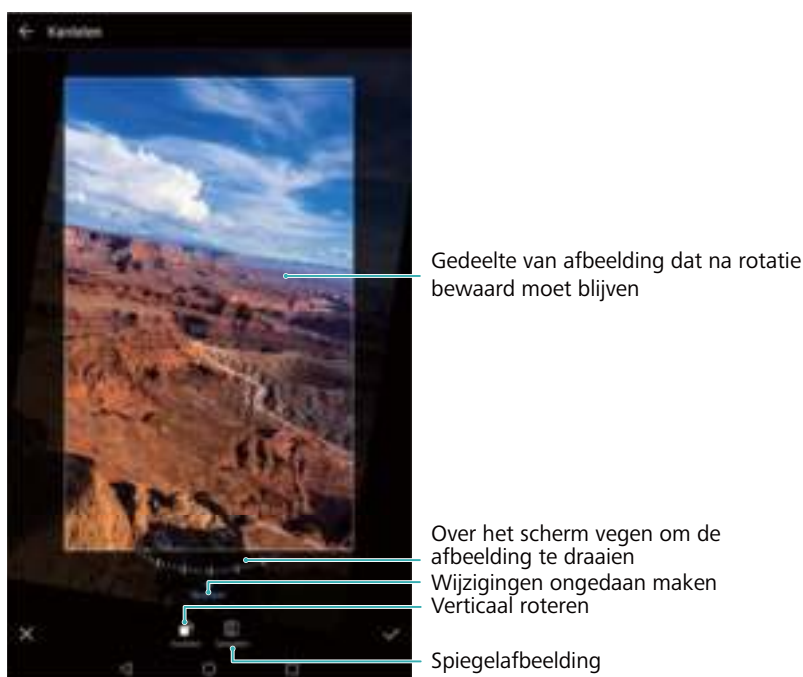 Kantelen
Gedeelte van afbeelding dat na rotatie
bewaard moet blijven
Over het scherm vegen om de
afbeelding te draaien
Wijzigingen ongedaan maken
Verticaal roteren
Spiegelafbeelding